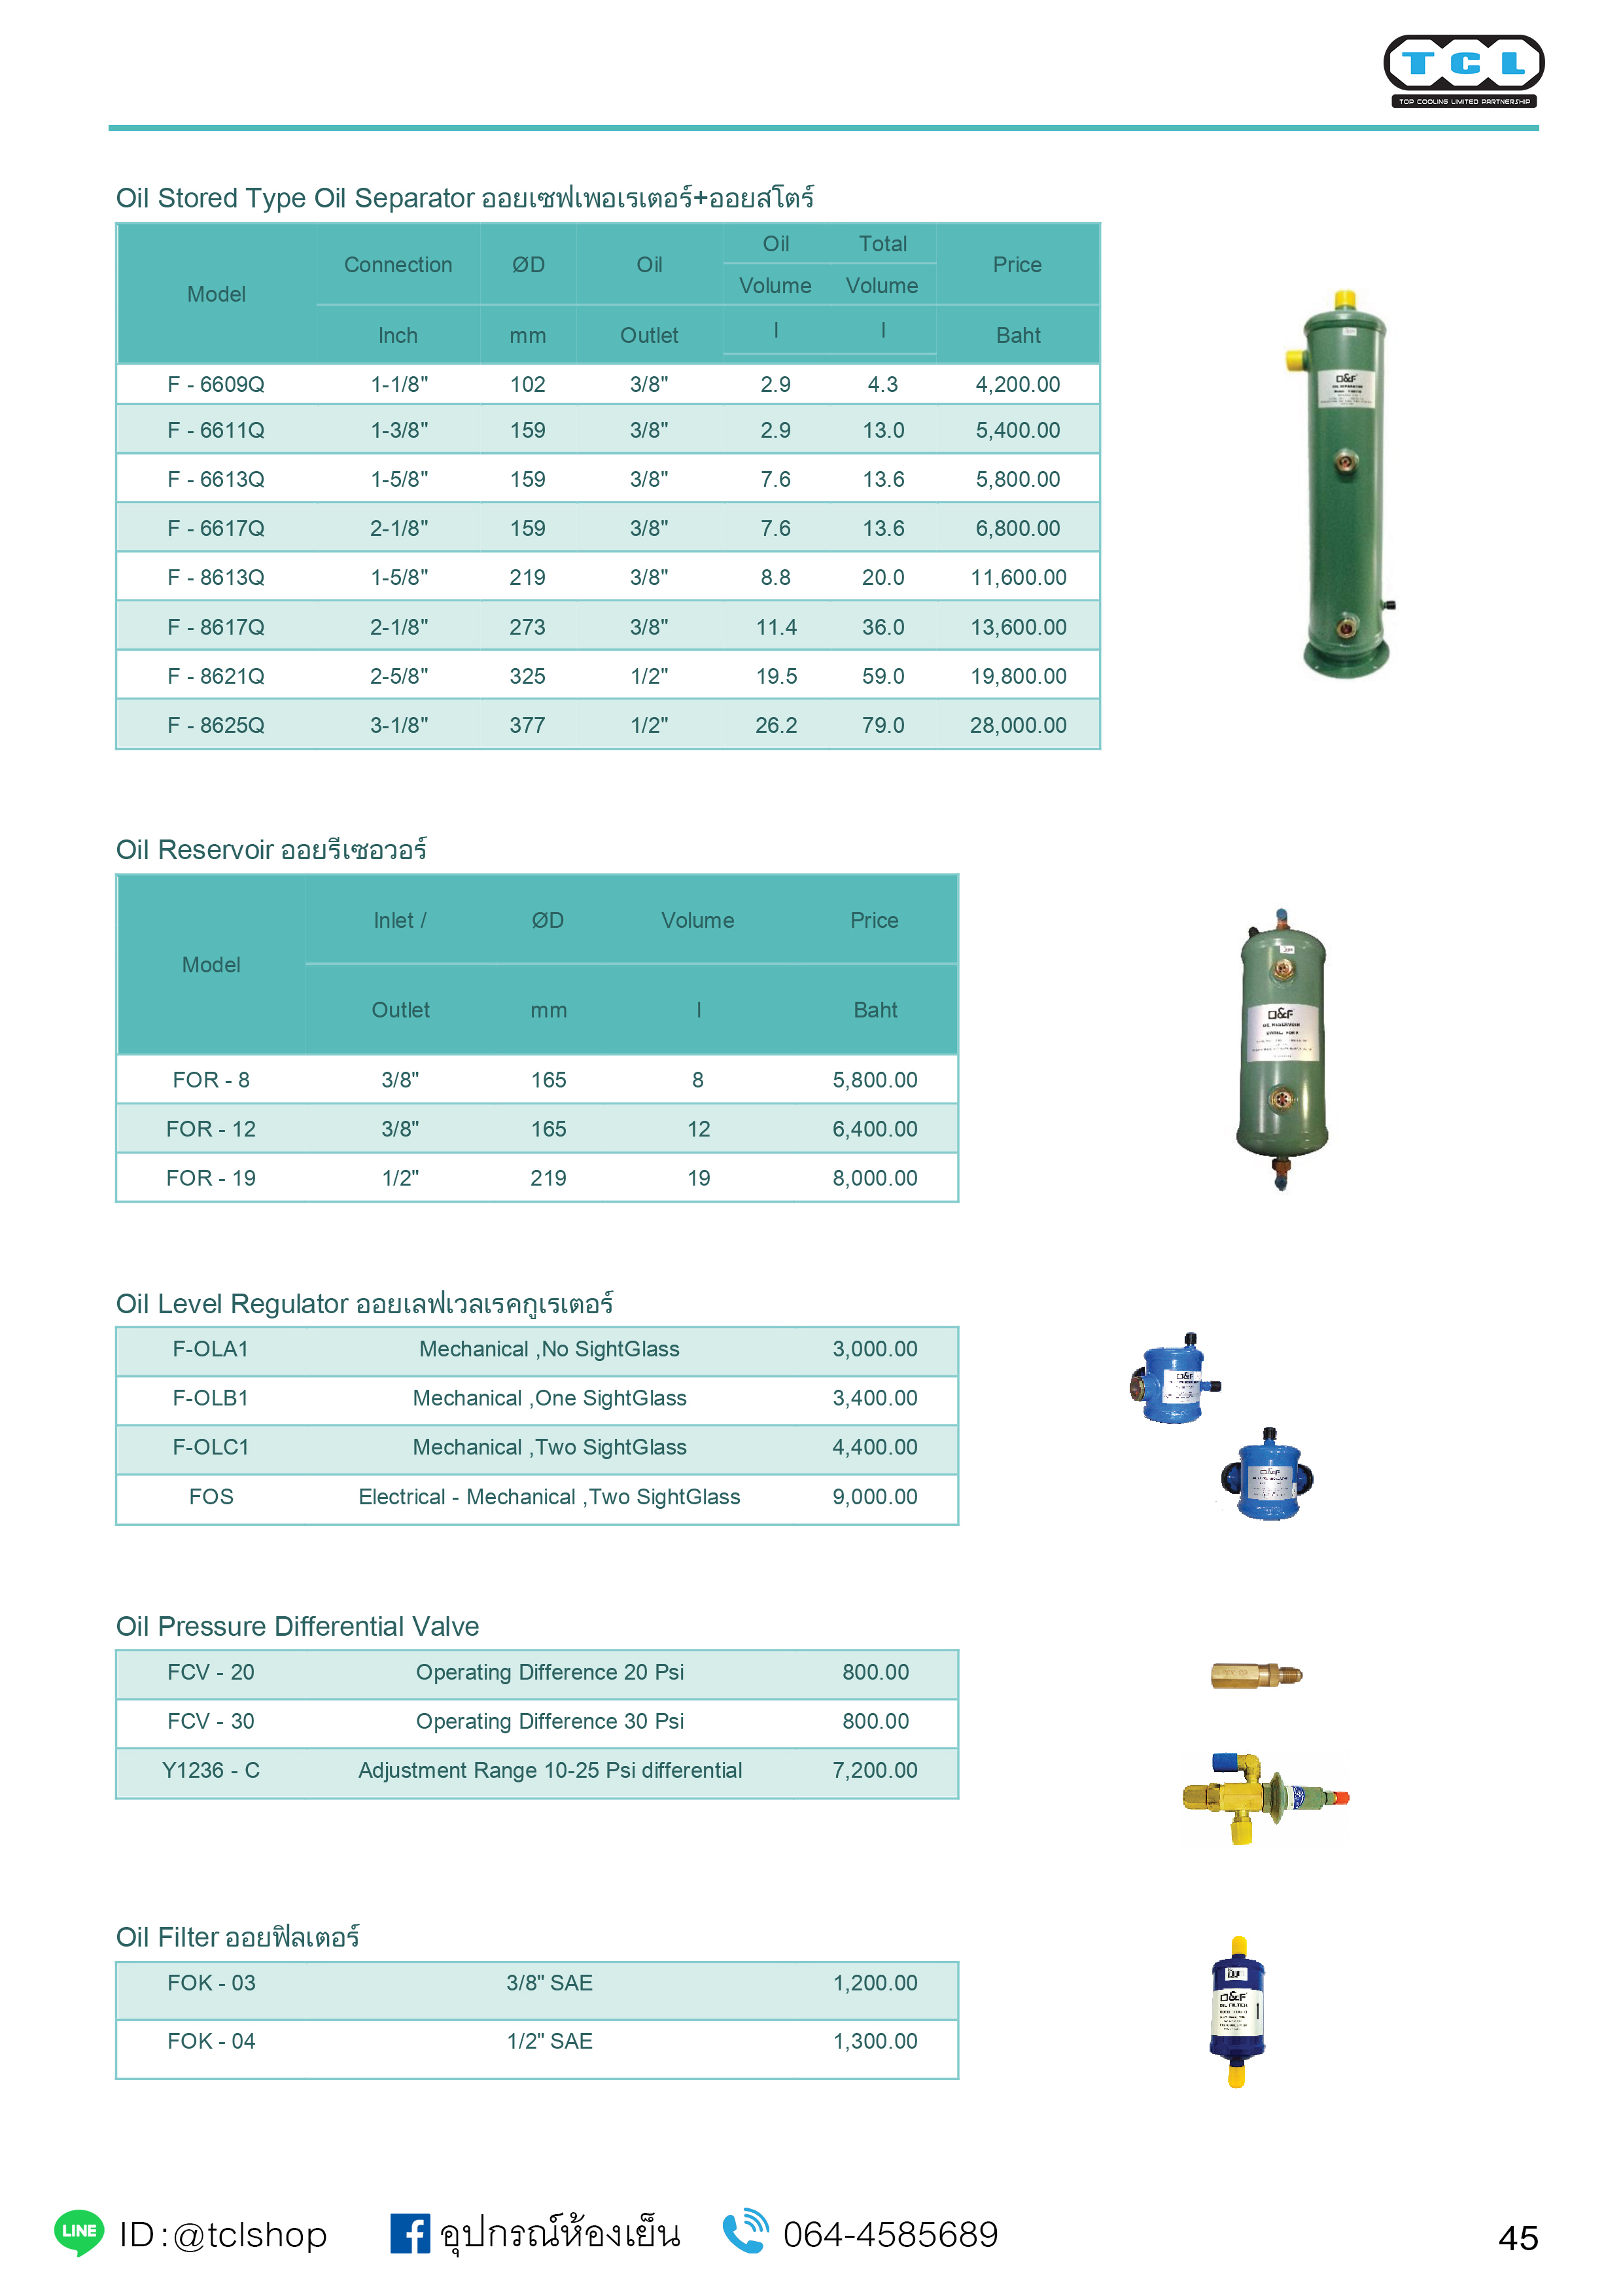 TCL
TOP COOLING LIMITED PARTNERSHIP
Oil Stored Type Oil Separator ออยเซฟเพอเรเตอร์+ออยสโตร์
Model Connection ØD Oil Oil Volume Total Volume Price
Inch mm Outlet l l Baht
F - 6609Q 1-1/8" 102 3/8" 2.9 4.3 4,200.00
F - 6611Q 1-3/8" 159 3/8" 2.9 13.0 5,400.00
F - 6613Q 1-5/8" 159 3/8" 7.6 13.6 5,800.00
F - 6617Q 2-1/8" 159 3/8" 7.6 13.6 6,800.00
F - 8613Q 1-5/8" 219 3/8" 8.8 20.0 11,600.00
F - 8617Q 2-1/8" 273 3/8" 11.4 36.0 13,600.00
F - 8621Q 2-5/8" 325 1/2" 19.5 59.0 19,800.00
F - 8625Q 3-1/8" 377 1/2" 26.2 79.0 28,000.00
D&F
Oil Reservoir ออยรีเซอวอร์
Model Inlet / ØD Volume Price
Outlet mm l Baht
FOR - 8 3/8" 165 8 5,800.00
FOR - 12 3/8" 165 12 6,400.00
FOR - 19 1/2" 219 19 8,000.00
D&F
OIL RESERVOIR
Oil Level Regulator ออยเลฟเวลเรคกูเรเตอร์
F-OLA1 Mechanical ,No SightGlass 3,000.00
F-OLB1 Mechanical ,One SightGlass 3,400.00
F-OLC1 Mechanical ,Two SightGlass 4,400.00
FOS Electrical - Mechanical ,Two SightGlass 9,000.00
D&F
D&F
Oil Pressure Differential Valve
FCV - 20 Operating Difference 20 Psi 800.00
FCV - 30 Operating Difference 30 Psi 800.00
Y1236 - C Adjustment Range 10-25 Psi differential 7,200.00
Oil Filter ออยฟิลเตอร์
FOK - 03 3/8" SAE 1,200.00
FOK - 04 1/2" SAE 1,300.00
D&F
OIL FILTER
LINE ID : @tclshop
อุปกรณ์ห้องเย็น
064-4585689
45